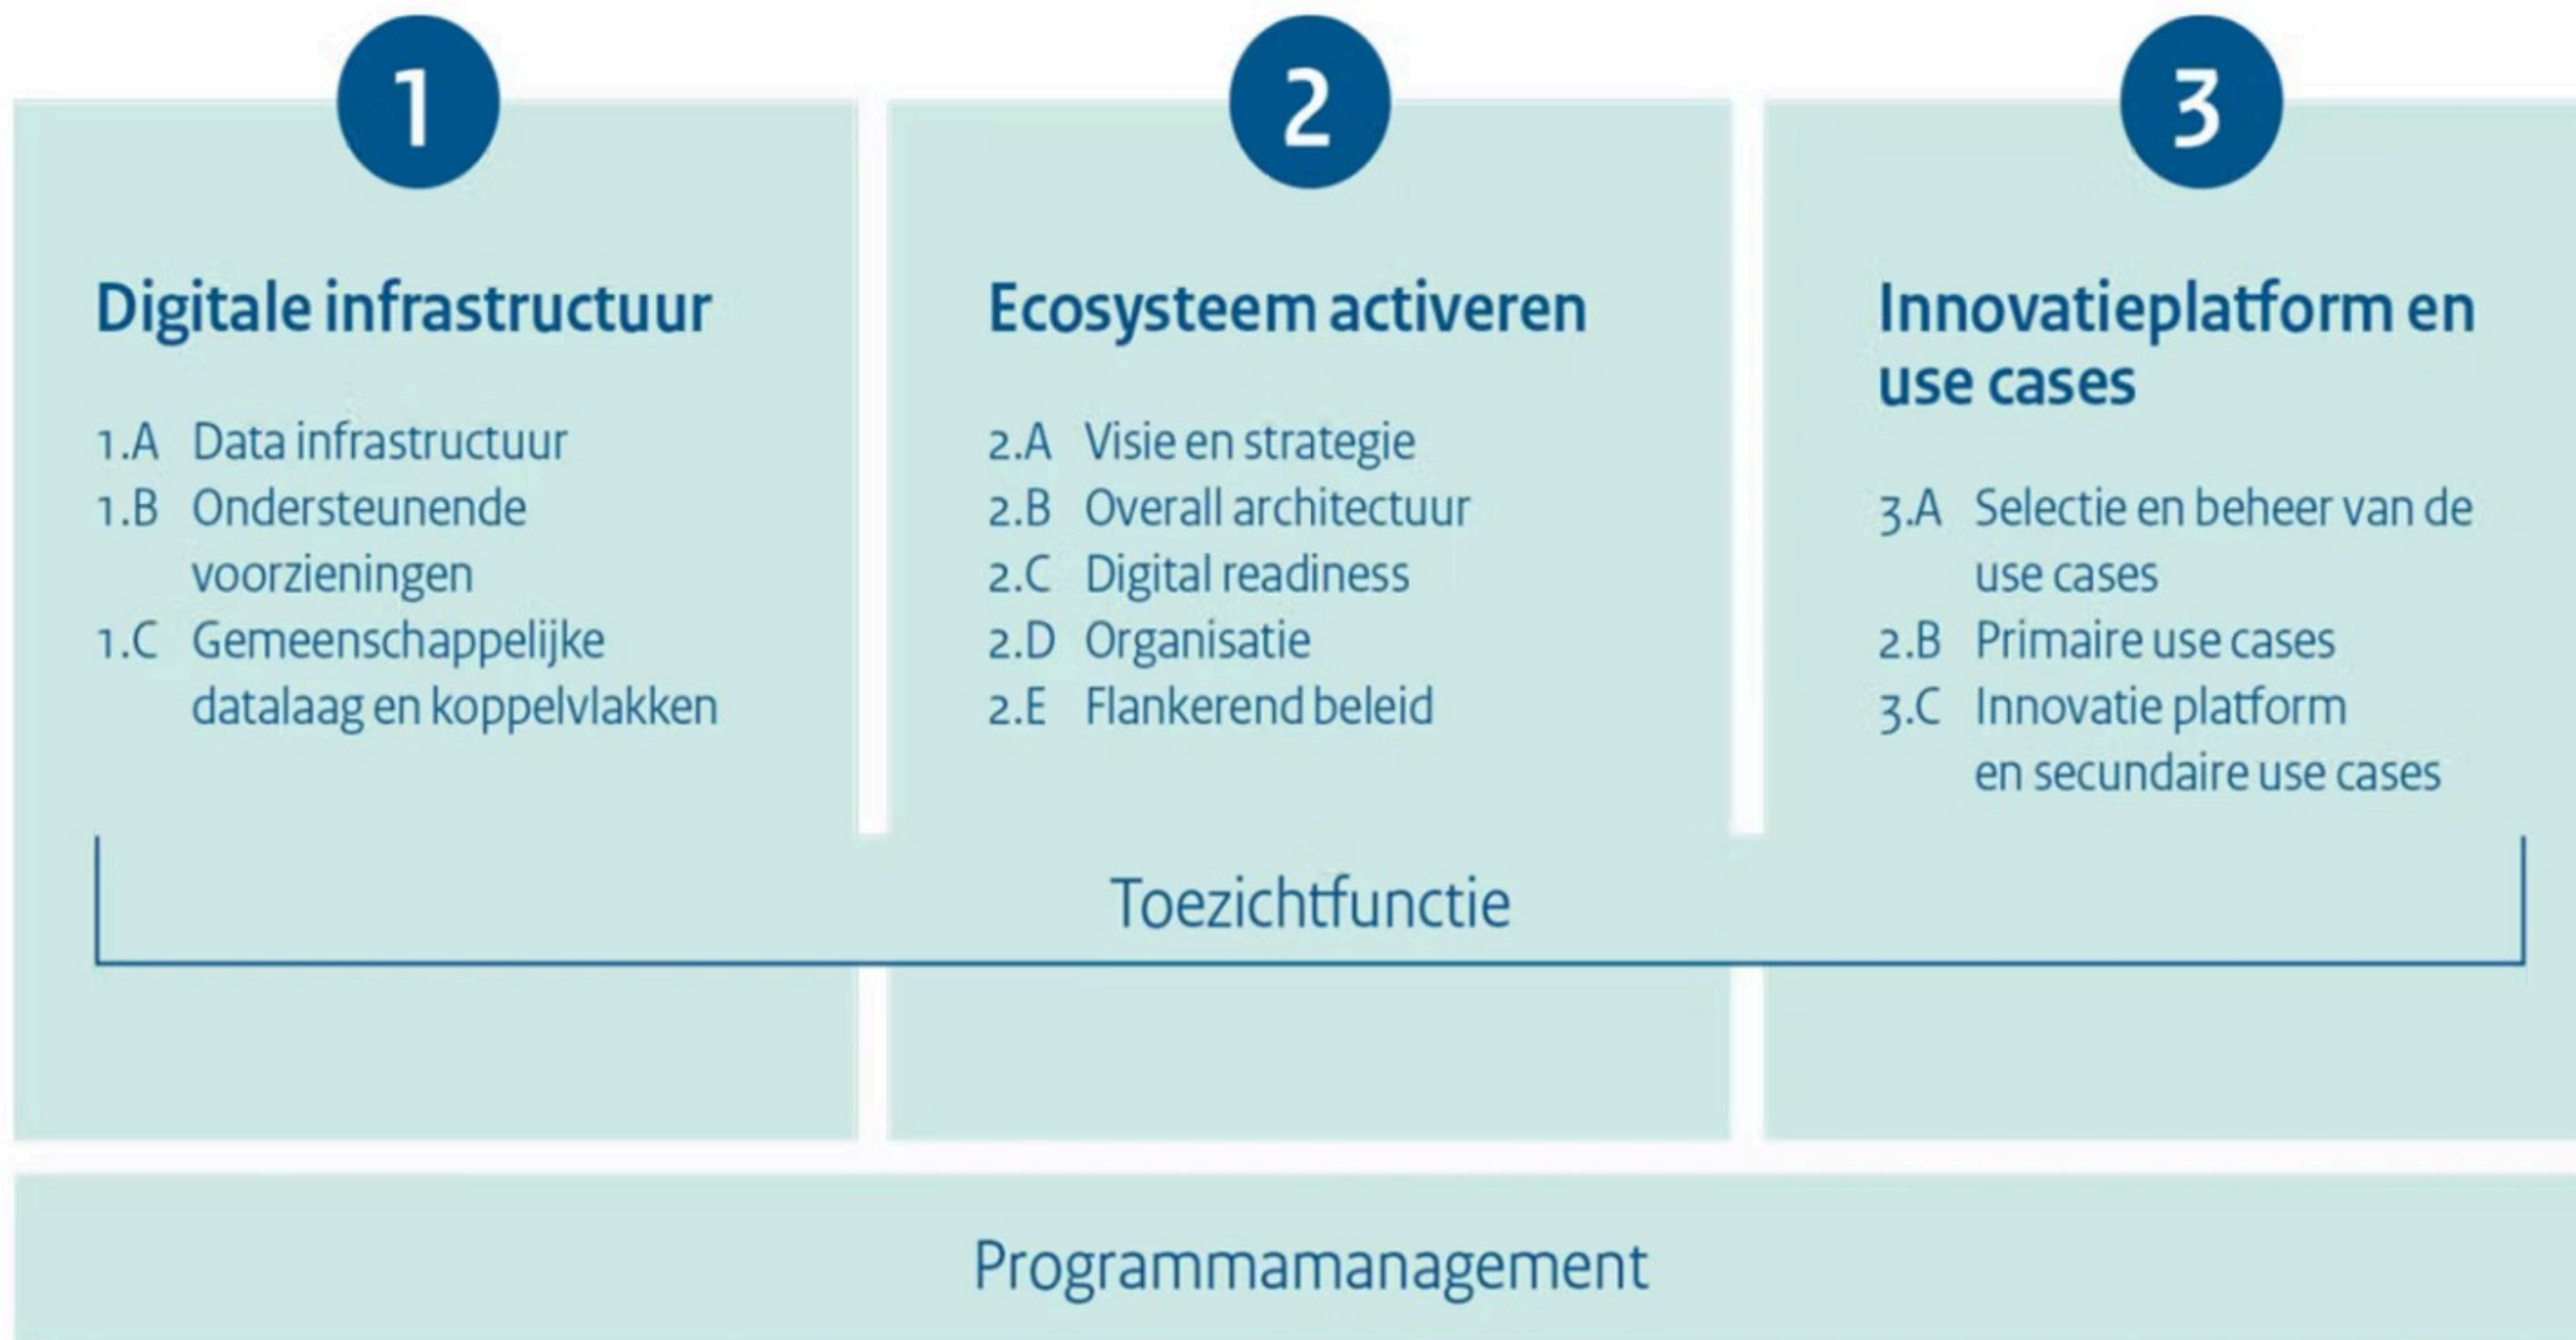 1
Digitale infrastructuur
1.A Data infrastructuur
1.B Ondersteunende
voorzieningen
1.C Gemeenschappelijke
datalaag en koppelvlakken
2
Ecosysteem activeren
2.A Visie en strategie
2.B Overall architectuur
2.C Digital readiness
2.D Organisatie
2.E Flankerend beleid
3
Innovatieplatform en
use cases
3.A Selectie en beheer van de
use cases
2.B Primaire use cases
3.C Innovatie platform
en secundaire use cases
Toezichtfunctie
Programmamanagement